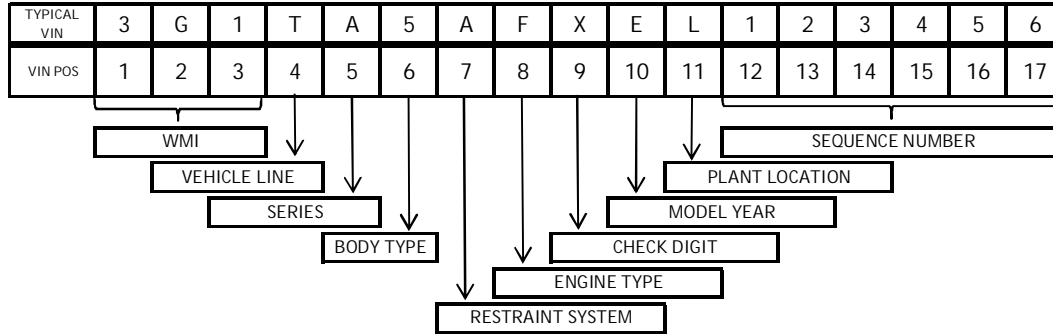 TYPICAL VIN 3 G 1 T A 5 A F X E L 1 2 3 4 5 6
VIN POS 1 2 3 4 5 6 7 8 9 10 11 12 13 14 15 16 17
WMI SEQUENCE NUMBER
VEHICLE LINE PLANT LOCATION
SERIES MODEL YEAR
BODY TYPE CHECK DIGIT
ENGINE TYPE
RESTRAINT SYSTEM